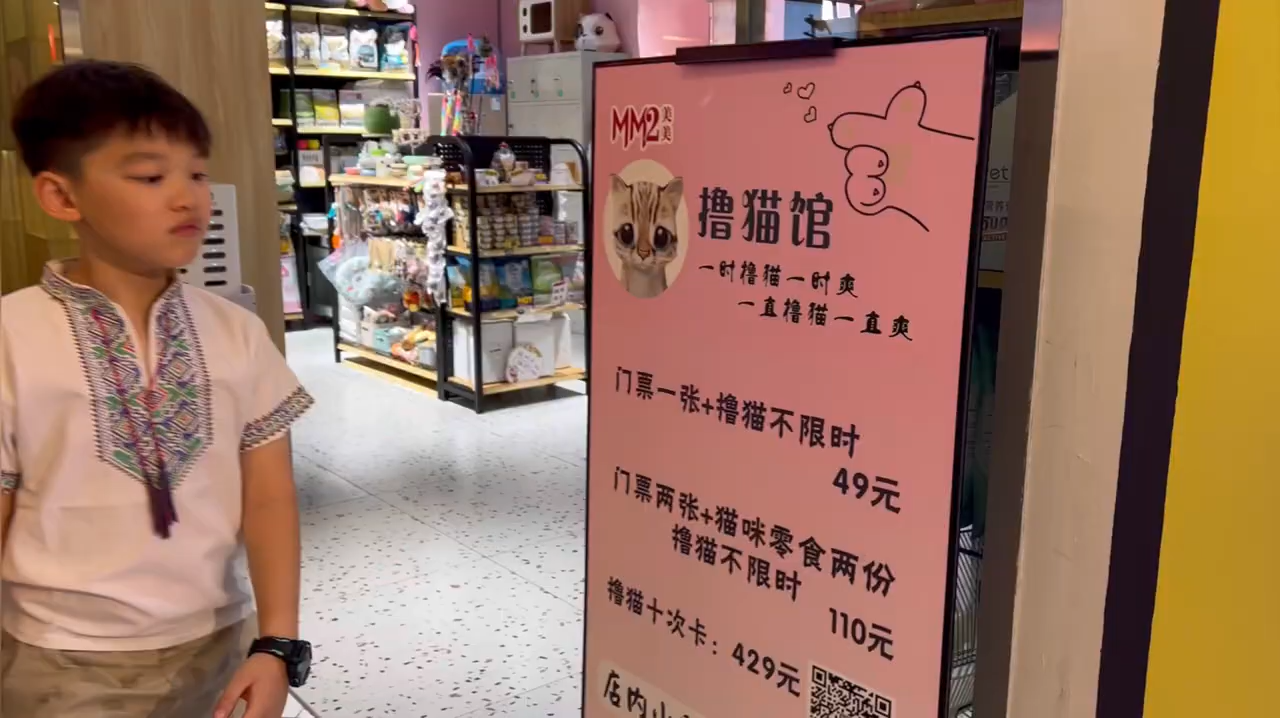 MM2 美美
撸猫馆
一时撸猫一时爽
一直撸猫一直爽
门票一张+撸猫不限时
49元
门票两张+猫咪零食两份
撸猫不限时
110元
撸猫十次卡：429元
店内小